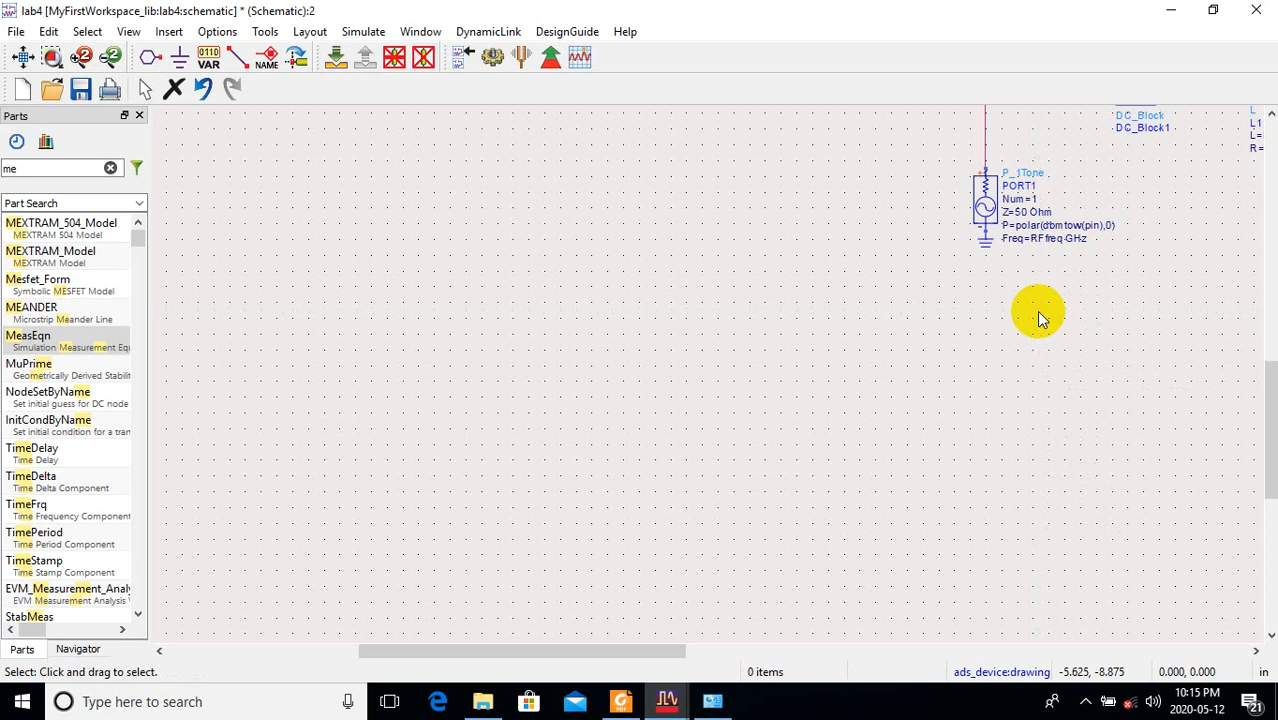 lab4 [MyFirstWorkspace_lib:lab4:schematic] * (Schematic):2
File Edit Select View Insert Options Tools Layout Simulate Window DynamicLink DesignGuide Help
0110
VAR
NAME
Parts
me
Part Search
MEXTRAM_504_Model
MEXTRAM 504 Model
MEXTRAM_Model
MEXTRAM Model
Mesfet_Form
Symbolic MESFET Model
MEANDER
Microstrip Meander Line
MeasEqn
Simulation Measurement Equ
MuPrime
Geometrically Derived Stabilit
NodeSetByName
Set initial guess for DC node
InitCondByName
Set initial condition for a tran
TimeDelay
Time Delay
TimeDelta
Time Delta Component
TimeFrq
Time Frequency Component
TimePeriod
Time Period Component
TimeStamp
Time Stamp Component
EVM_Measurement_Analy
EVM Measurement Analysis
StabMeas
DC_Block
DC_Block1
L
L1
L=
R=
P_1Tone
PORT1
Num=1
Z=50 Ohm
P=polar(dbmtow(pin),0)
Freq=RFfreq GHz
Parts Navigator
Select: Click and drag to select. 0 items ads_device:drawing -5.625, -8.875 0.000, 0.000 in
Type here to search
10:15 PM
2020-05-12
21